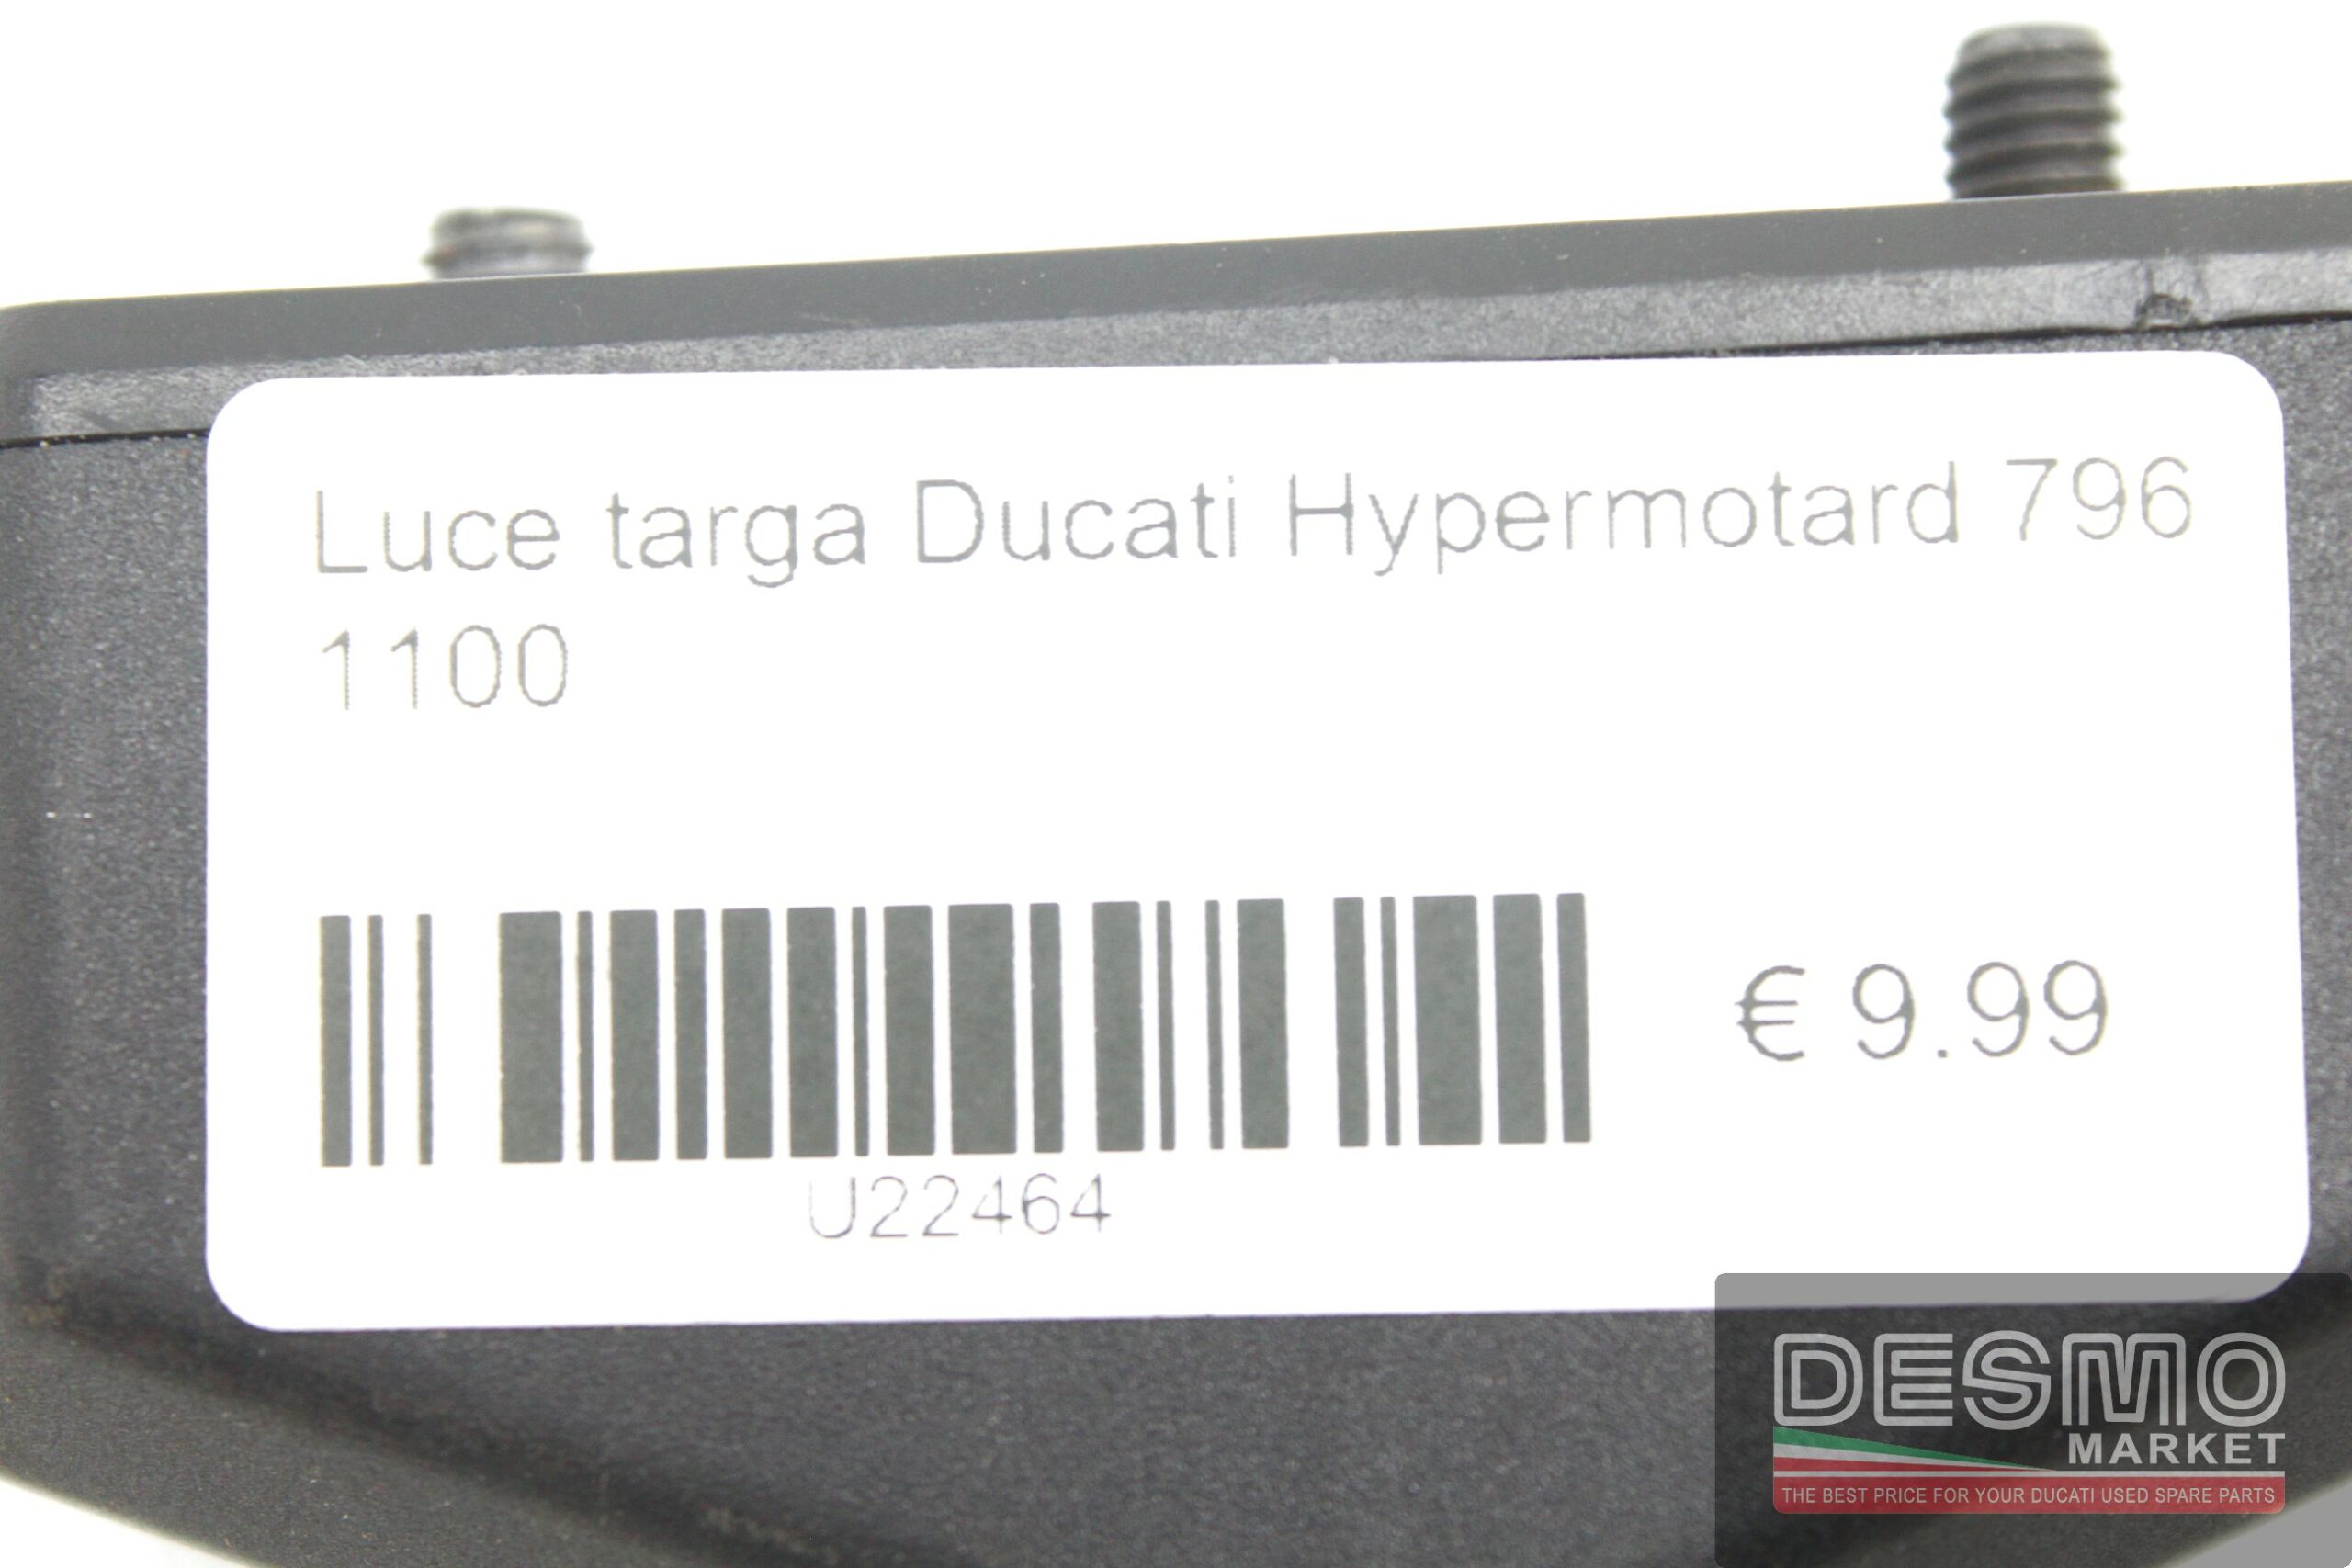 Luce targa Ducati Hypermotard 796
1100
€ 9.99
U22464
DESMO
MARKET
THE BEST PRICE FOR YOUR DUCATI USED SPARE PARTS